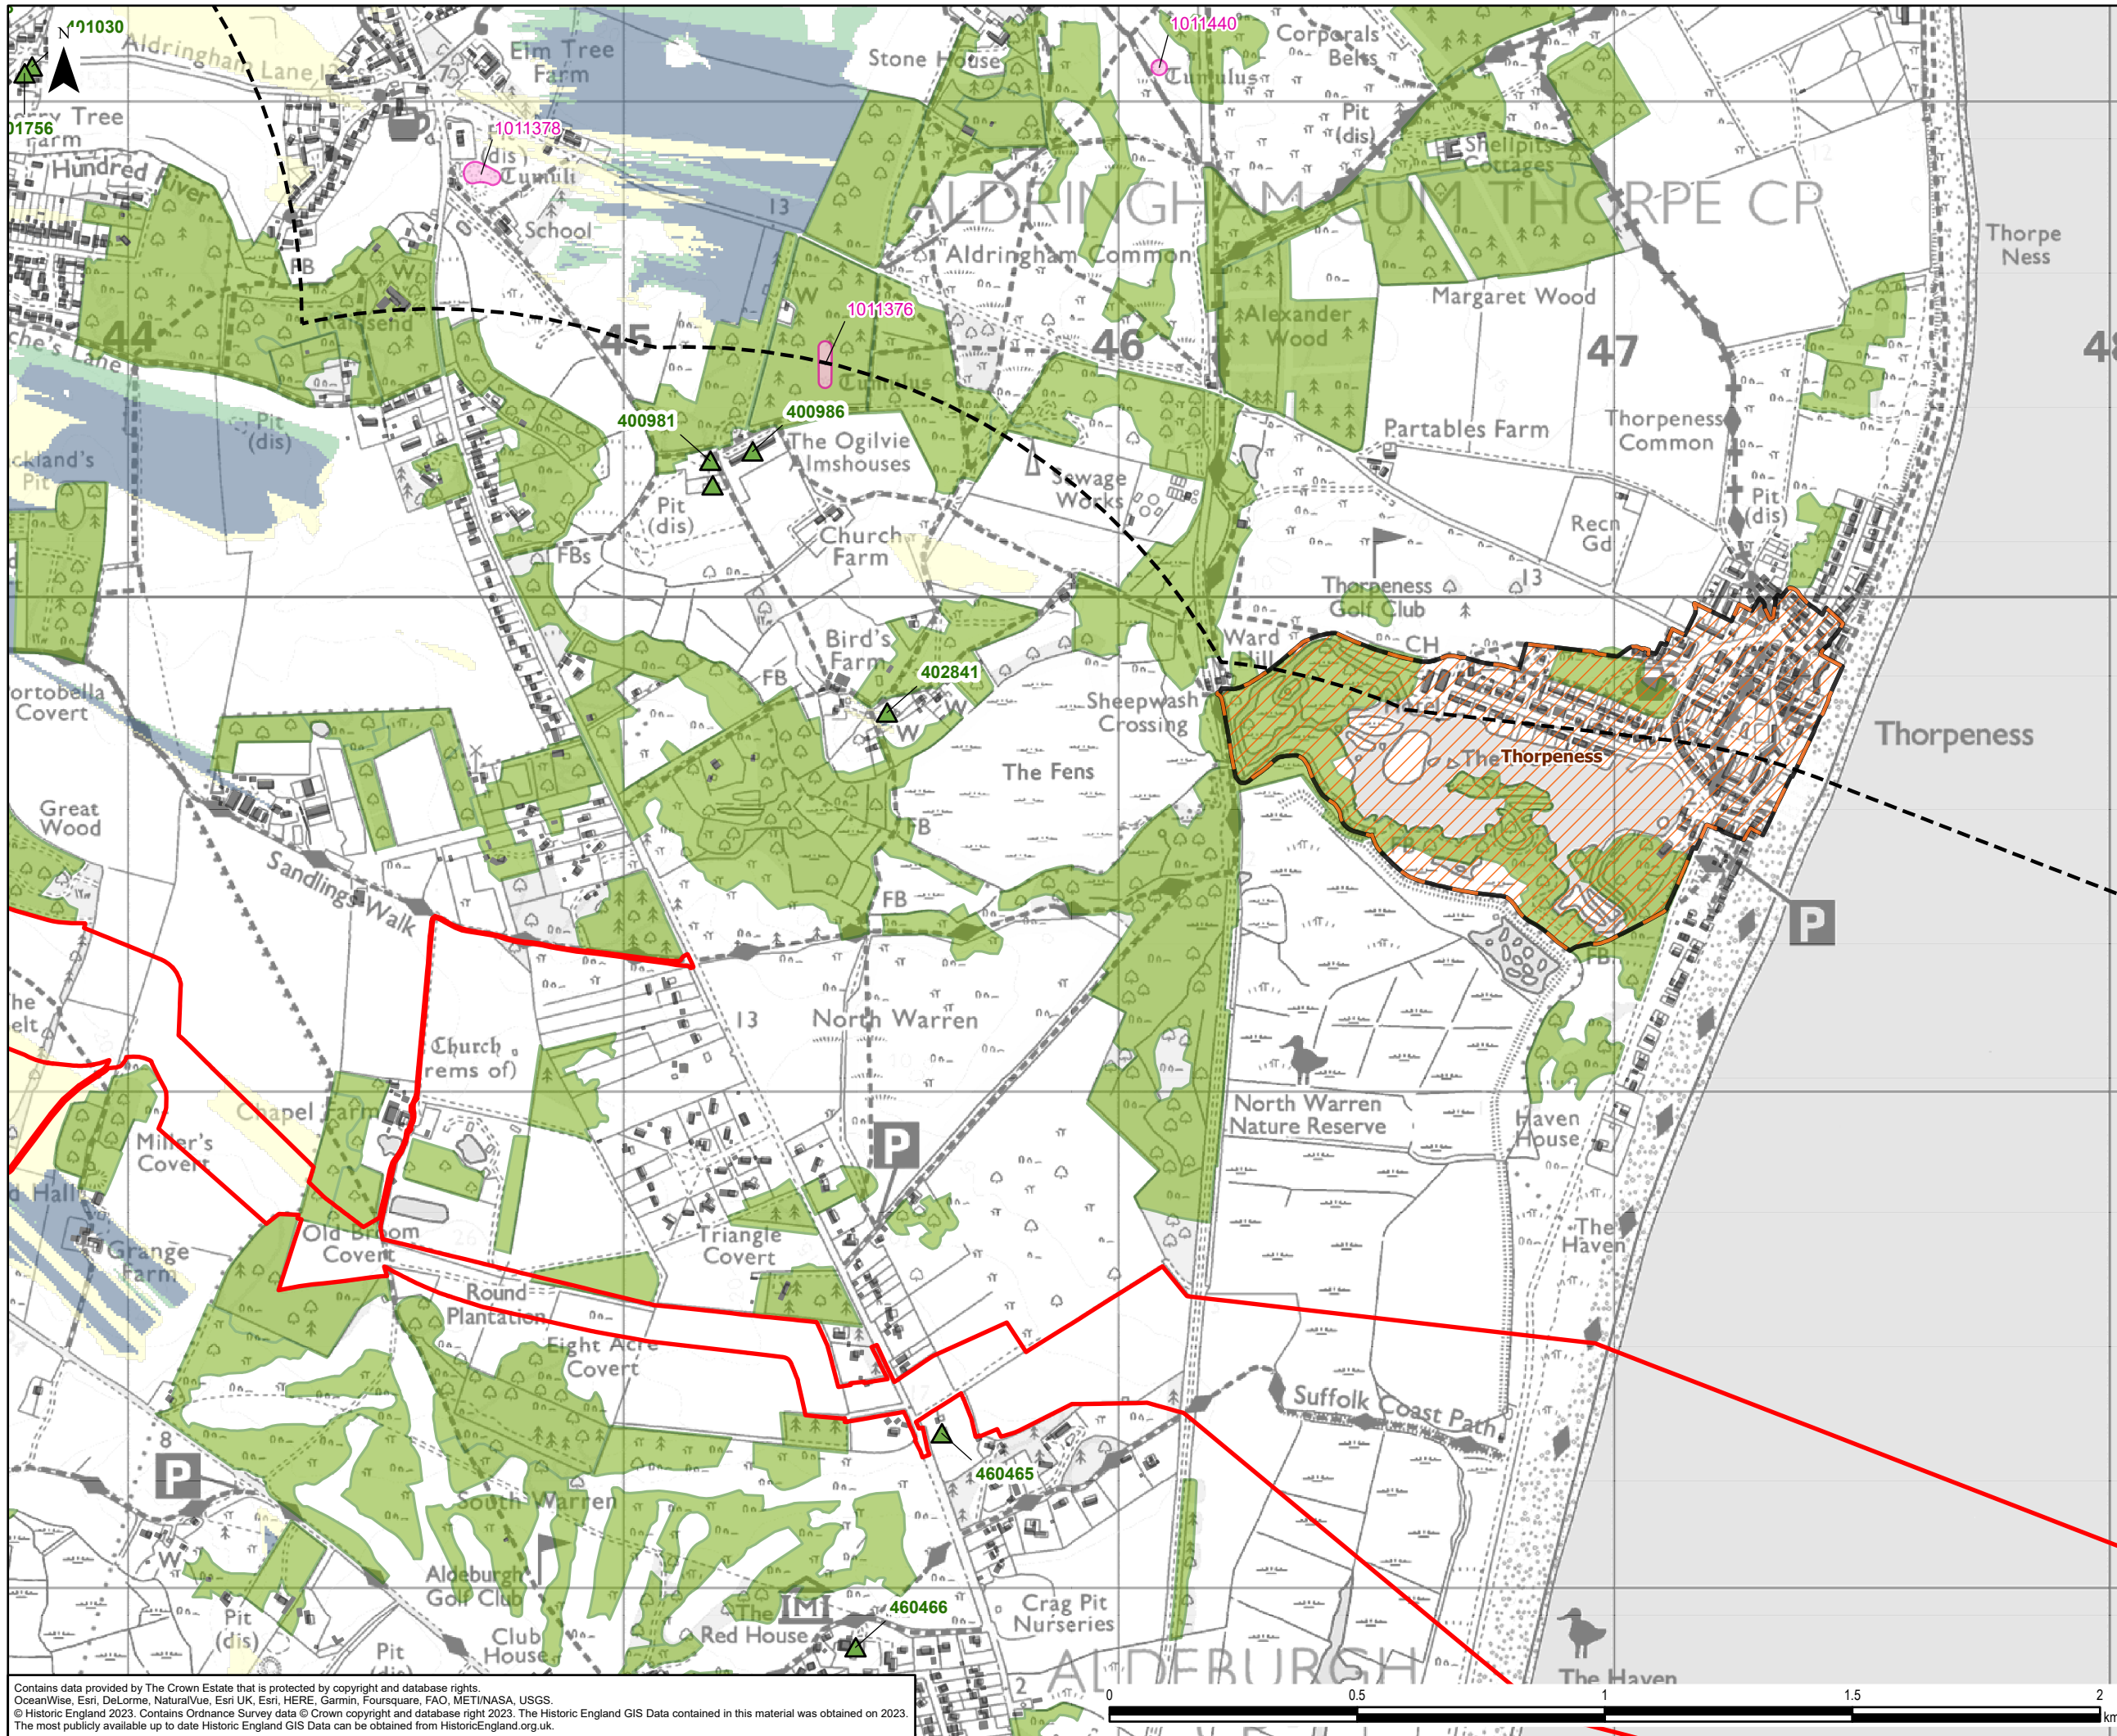 N
1011440
Aldringham Lane
Elm Tree
Farm
Stone House
Corporals'
Belts
Tumulus
Pit
(dis)
1011378
Tumuli
Shellpits
Cottages
Hundred River
ALDRINGHAM CUM THORPE CP
13
School
Aldringham Common
Thorpe
Ness
FB
W
W
Margaret Wood
1011376
Alexander
Wood
44
45
46
47
Tumulus
Pit
(dis)
400981
400986
The Ogilvie
Almshouses
Partables Farm
Thorpeness
Common
Sewage
Works
Pit
(dis)
Pit
(dis)
Recn
Gd
Church
Farm
FBs
Thorpeness
Golf Club
13
Bird's
Farm
Ward
Hill
CH
FB
402841
W
W
Sheepwash
Crossing
The Fens
The
Thorpeness
Thorpeness
Great
Wood
FB
FB
Sandlings Walk
FB
P
FB
13
North Warren
Church
(rems of)
Chapel Farm
Miller's
Covert
P
North Warren
Nature Reserve
Haven
House
Old Broom
Covert
26
Triangle
Covert
The
Haven
Grange
Farm
Round
Plantation
Eight Acre
Covert
Suffolk Coast Path
8
P
460465
South Warren
W
Aldeburgh
Golf Club
460466
The
Red House
Crag Pit
Nurseries
Pit
(dis)
Club
House
Pit
ALDEBURGH
The Haven
2
Contains data provided by The Crown Estate that is protected by copyright and database rights.
OceanWise, Esri, DeLorme, NaturalVue, Esri UK, Esri, HERE, Garmin, Foursquare, FAO, METI/NASA, USGS.
© Historic England 2023. Contains Ordnance Survey data © Crown copyright and database right 2023. The Historic England GIS Data contained in this material was obtained on 2023.
The most publicly available up to date Historic England GIS Data can be obtained from HistoricEngland.org.uk.
0 0.5 1 1.5 2
km